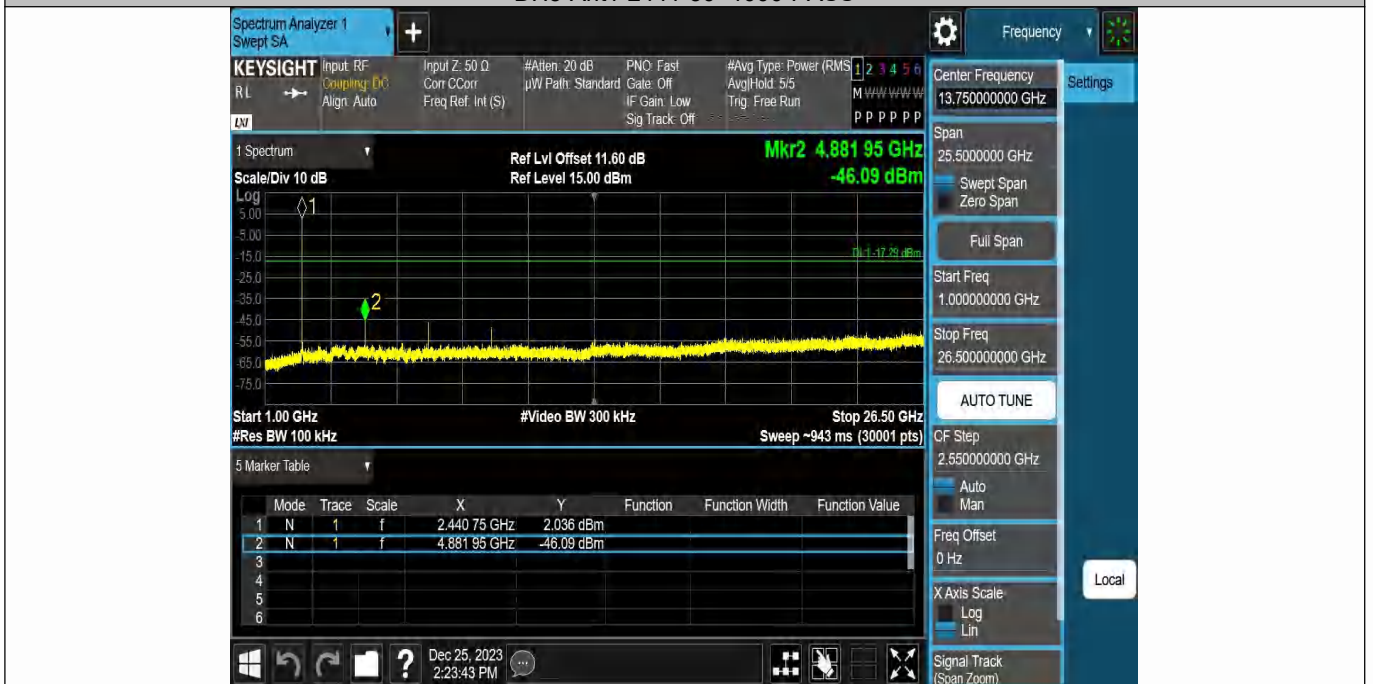 Spectrum Analyzer 1
Swept SA
+
Frequency
KEYSIGHT
RL
LXI
Input: RF
Coupling: DC
Align: Auto
Input Z: 50 Ω
Corr CCorr
Freq Ref: Int (S)
#Atten: 20 dB
µW Path: Standard
PNO: Fast
Gate: Off
IF Gain: Low
Sig Track: Off
#Avg Type: Power (RMS
Avg|Hold: 5/5
Trig: Free Run
1 2 3 4 5 6
M W W W W W
P P P P P P
Center Frequency
13.750000000 GHz
Settings
Span
25.5000000 GHz
Swept Span
Zero Span
Full Span
Start Freq
1.000000000 GHz
Stop Freq
26.500000000 GHz
AUTO TUNE
CF Step
2.550000000 GHz
Auto
Man
Freq Offset
0 Hz
X Axis Scale
Log
Lin
Signal Track
(Span Zoom)
Local
1 Spectrum
Scale/Div 10 dB
Ref Lvl Offset 11.60 dB
Ref Level 15.00 dBm
Mkr2 4.881 95 GHz
-46.09 dBm
Log
5.00
-5.00
-15.0
-25.0
-35.0
-45.0
-55.0
-65.0
-75.0
1
2
DL1 -17.29 dBm
Start 1.00 GHz
#Res BW 100 kHz
#Video BW 300 kHz
Stop 26.50 GHz
Sweep ~943 ms (30001 pts)
5 Marker Table
Mode Trace Scale X Y Function Function Width Function Value
1 N 1 f 2.440 75 GHz 2.036 dBm
2 N 1 f 4.881 95 GHz -46.09 dBm
3
4
5
6
?
Dec 25, 2023
2:23:43 PM